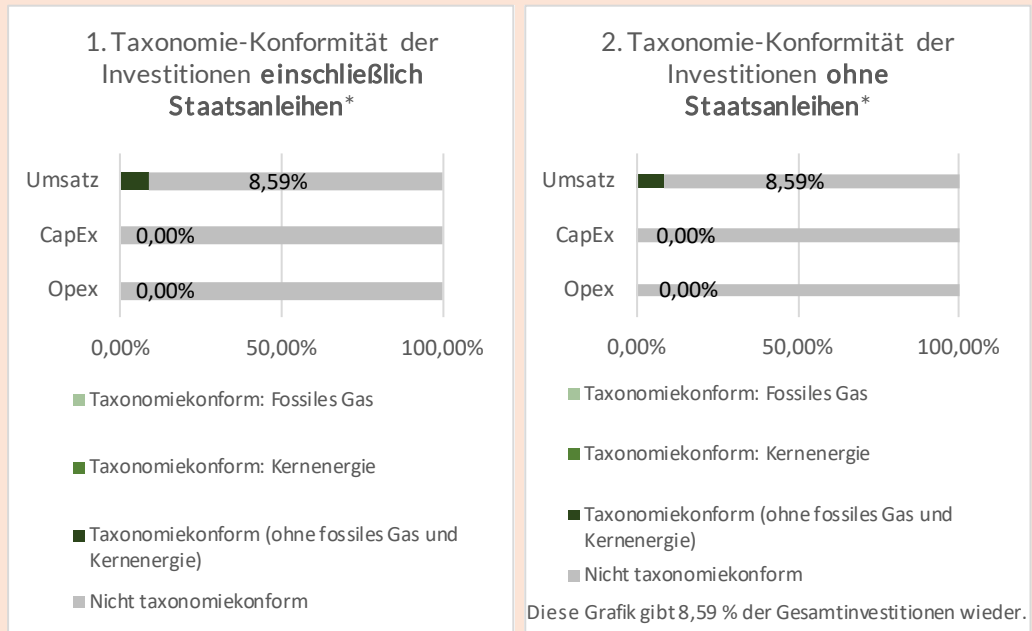 1. Taxonomie-Konformität der
Investitionen einschließlich
Staatsanleihen*
Umsatz
8,59%
CapEx
0,00%
Opex
0,00%
0,00%
50,00%
100,00%
Taxonomiekonform: Fossiles Gas
Taxonomiekonform: Kernenergie
Taxonomiekonform (ohne fossiles Gas und
Kernenergie)
Nicht taxonomiekonform
2. Taxonomie-Konformität der
Investitionen ohne
Staatsanleihen*
Umsatz
8,59%
CapEx
0,00%
Opex
0,00%
0,00%
50,00%
100,00%
Taxonomiekonform: Fossiles Gas
Taxonomiekonform: Kernenergie
Taxonomiekonform (ohne fossiles Gas und
Kernenergie)
Nicht taxonomiekonform
Diese Grafik gibt 8,59 % der Gesamtinvestitionen wieder.